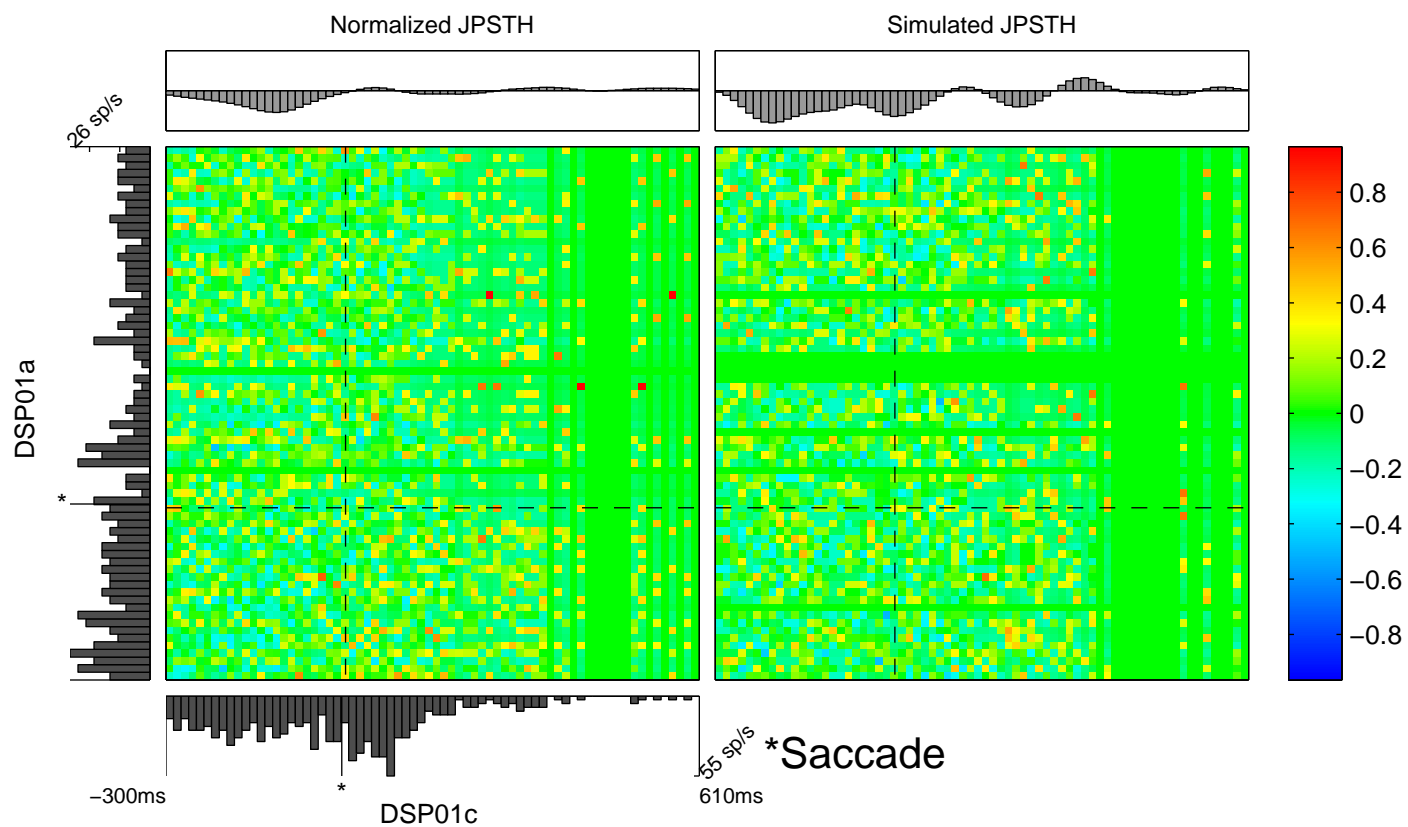 Normalized JPSTH
Simulated JPSTH
26 sp/s
DSP01a
*
0.8
0.6
0.4
0.2
0
−0.2
−0.4
−0.6
−0.8
55 sp/s
*Saccade
−300ms
*
610ms
DSP01c